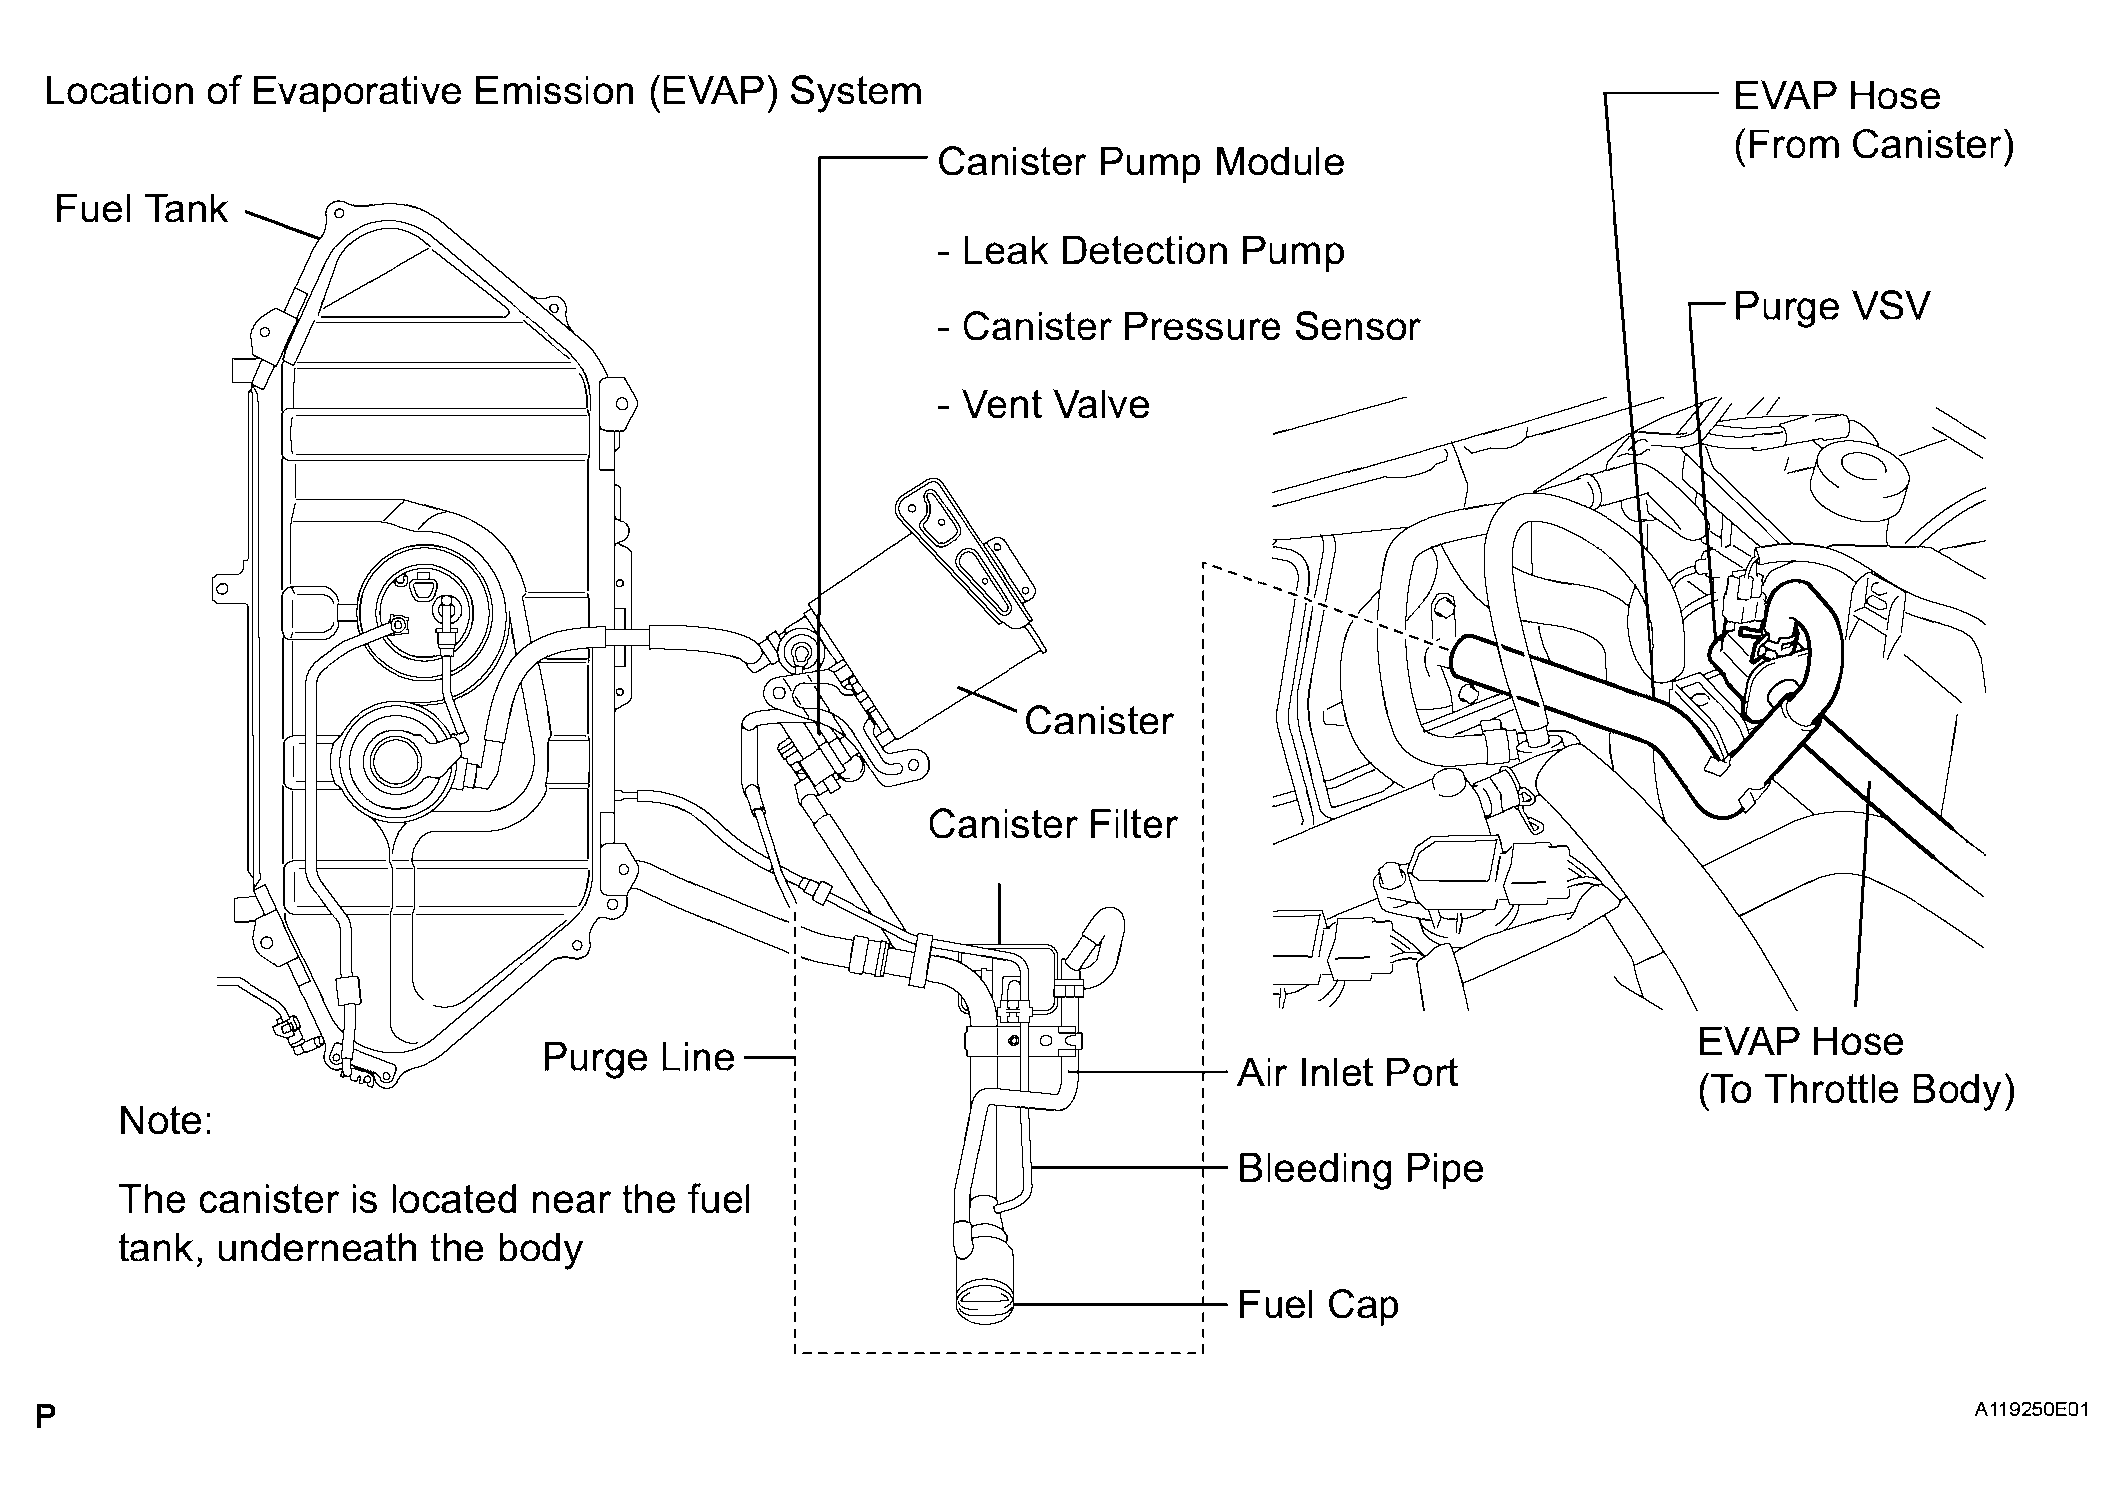 Location of Evaporative Emission (EVAP) System
EVAP Hose
(From Canister)
Canister Pump Module
Fuel Tank
- Leak Detection Pump
Purge VSV
- Canister Pressure Sensor
- Vent Valve
Canister
Canister Filter
EVAP Hose
(To Throttle Body)
Purge Line
Air Inlet Port
Note:
Bleeding Pipe
The canister is located near the fuel
tank, underneath the body
Fuel Cap
P
A119250E01